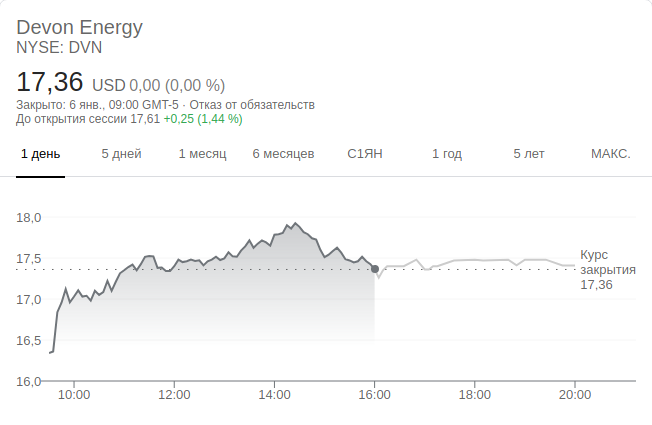 Devon Energy
NYSE: DVN
17,36 USD 0,00 (0,00 %)
Закрыто: 6 янв., 09:00 GMT-5 · Отказ от обязательств
До открытия сессии 17,61 +0,25 (1,44 %)
1 день 5 дней 1 месяц 6 месяцев С1ЯН 1 год 5 лет МАКС.
18,0
17,5
17,0
16,5
16,0
Курс
закрытия
17,36
10:00 12:00 14:00 16:00 18:00 20:00